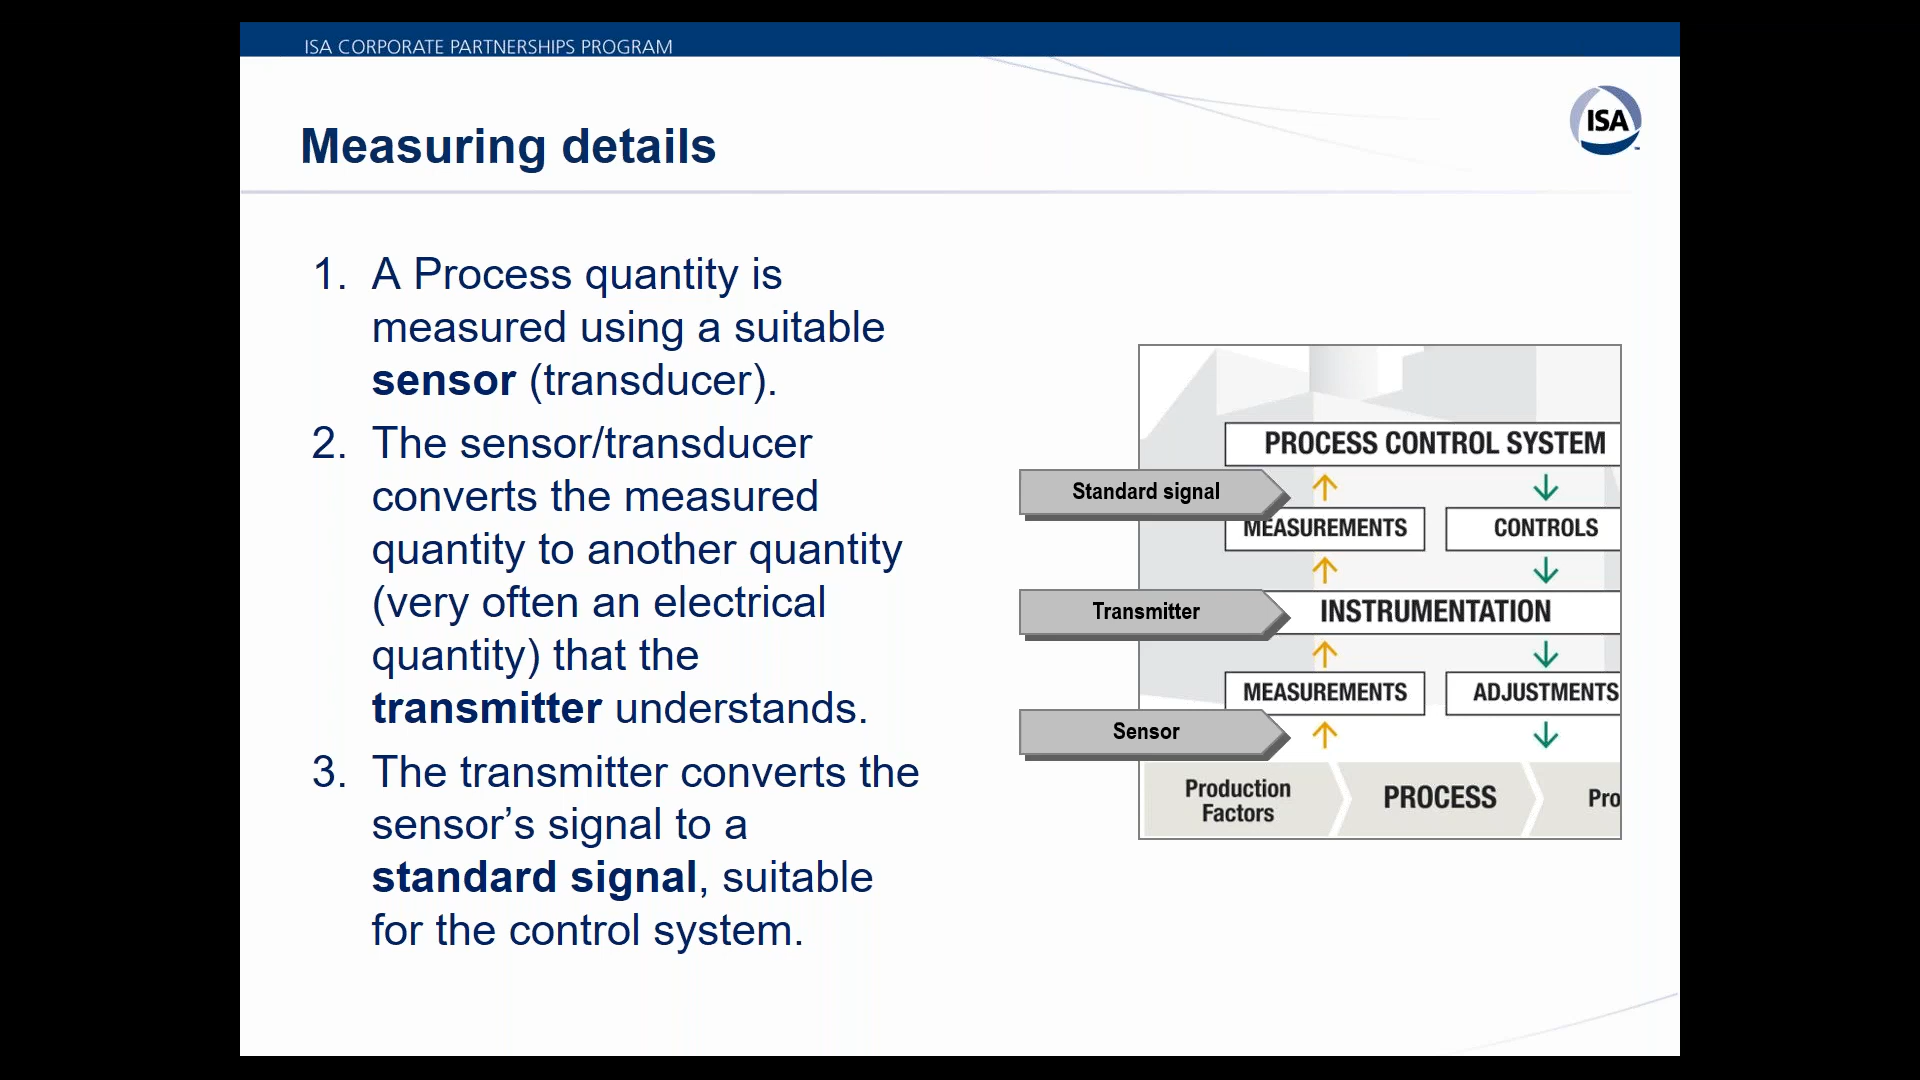 ISA CORPORATE PARTNERSHIPS PROGRAM
ISA
Measuring details
1. A Process quantity is
measured using a suitable
sensor (transducer).
2. The sensor/transducer
converts the measured
quantity to another quantity
(very often an electrical
quantity) that the
transmitter understands.
3. The transmitter converts the
sensor’s signal to a
standard signal, suitable
for the control system.
PROCESS CONTROL SYSTEM
Standard signal
MEASUREMENTS
CONTROLS
Transmitter
INSTRUMENTATION
MEASUREMENTS
ADJUSTMENTS
Sensor
Production
Factors
PROCESS
Pro